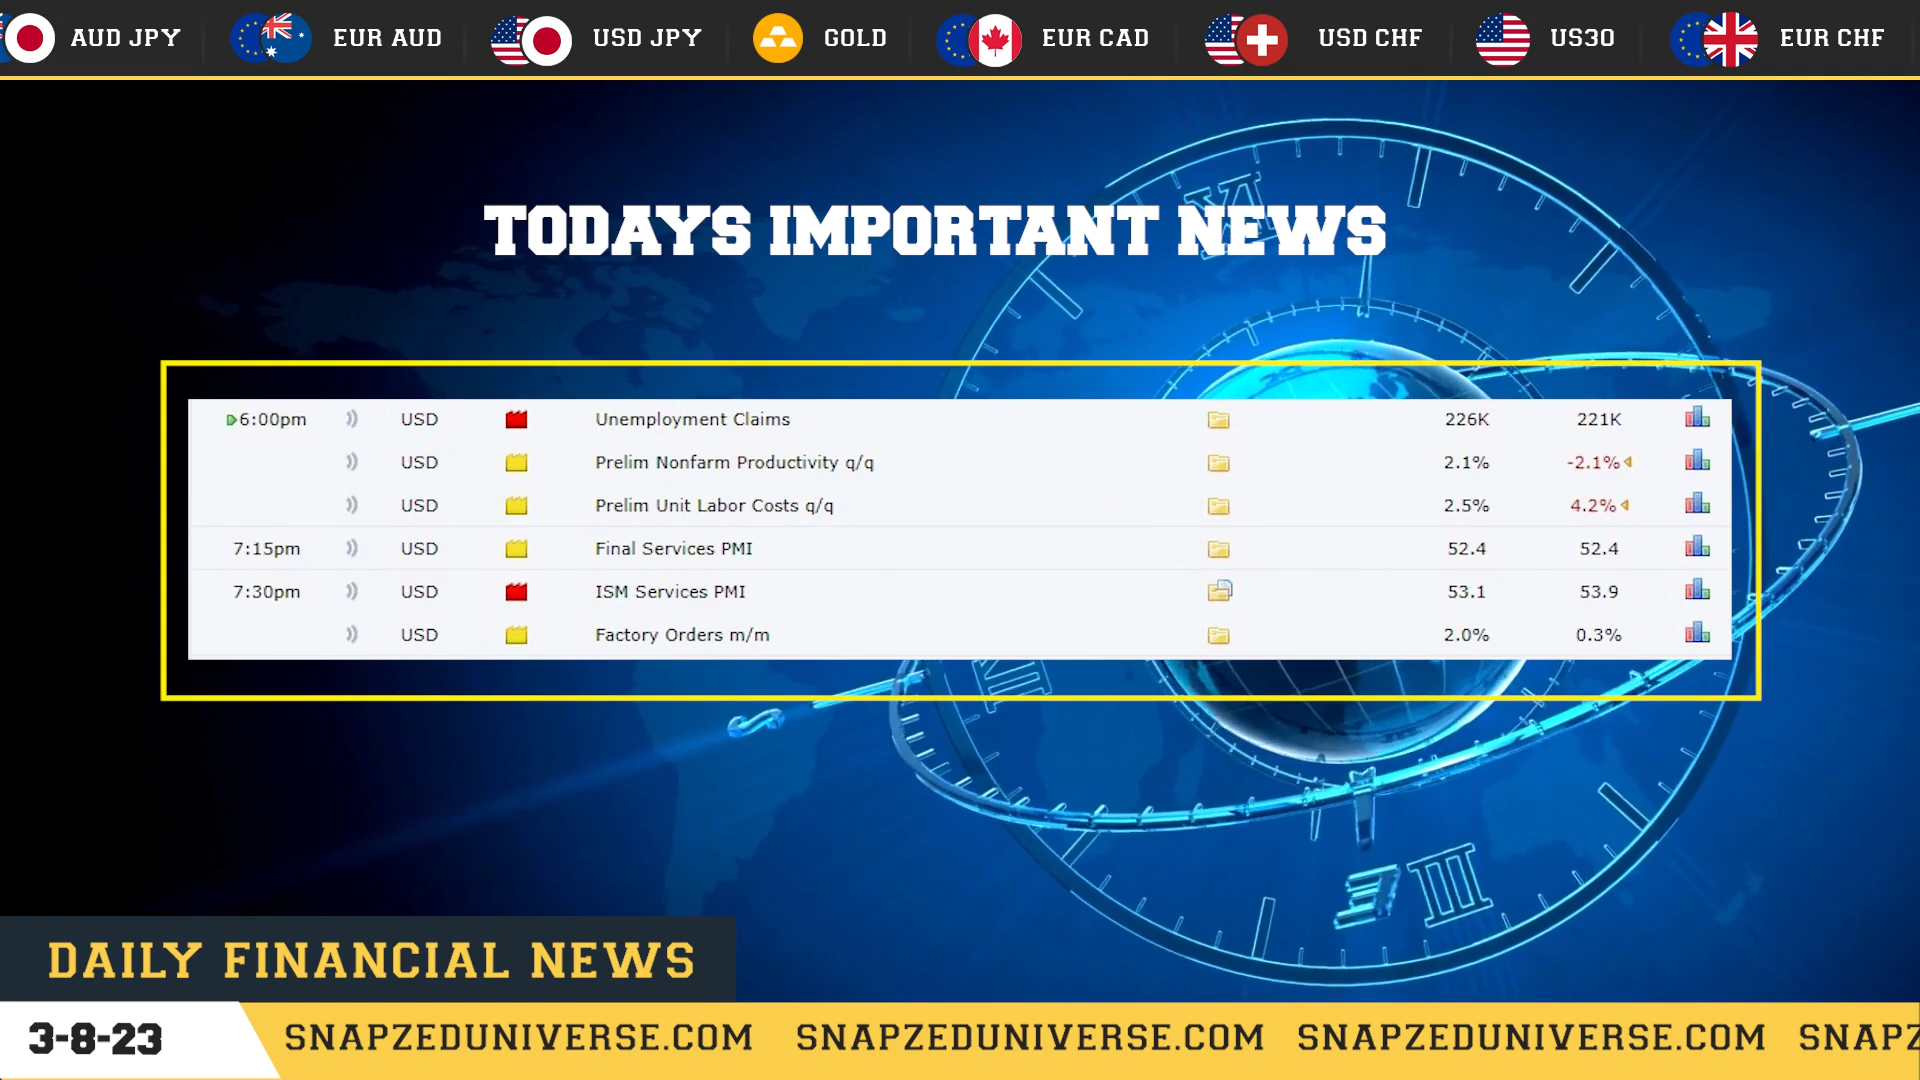 AUD JPY EUR AUD USD JPY GOLD EUR CAD USD CHF US30 EUR CHF
TODAYS IMPORTANT NEWS
6:00pm USD Unemployment Claims 226K 221K
USD Prelim Nonfarm Productivity q/q 2.1% -2.1%
USD Prelim Unit Labor Costs q/q 2.5% 4.2%
7:15pm USD Final Services PMI 52.4 52.4
7:30pm USD ISM Services PMI 53.1 53.9
USD Factory Orders m/m 2.0% 0.3%
DAILY FINANCIAL NEWS
3-8-23 SNAPZEDUNIVERSE.COM SNAPZEDUNIVERSE.COM SNAPZEDUNIVERSE.COM SNAPZ